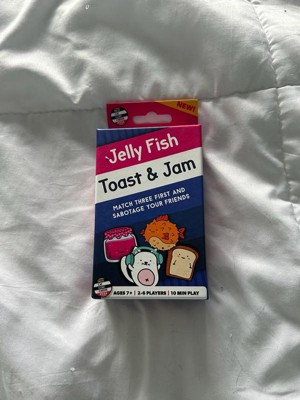 NEW!
Jelly Fish
Toast & Jam
MATCH THREE FIRST AND
SABOTAGE YOUR FRIENDS
AGES 7+ | 2-6 PLAYERS | 10 MIN PLAY